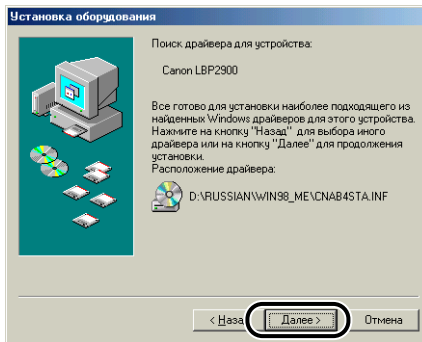 Установка оборудования
Поиск драйвера для устройства:
Canon LBP2900
Все готово для установки наиболее подходящего из
найденных Windows драйверов для этого устройства.
Нажмите на кнопку "Назад" для выбора иного
драйвера или на кнопку "Далее" для продолжения
установки.
Расположение драйвера:
D:\RUSSIAN\WIN98_ME\CNAB4STA.INF
< Наза Далее > Отмена